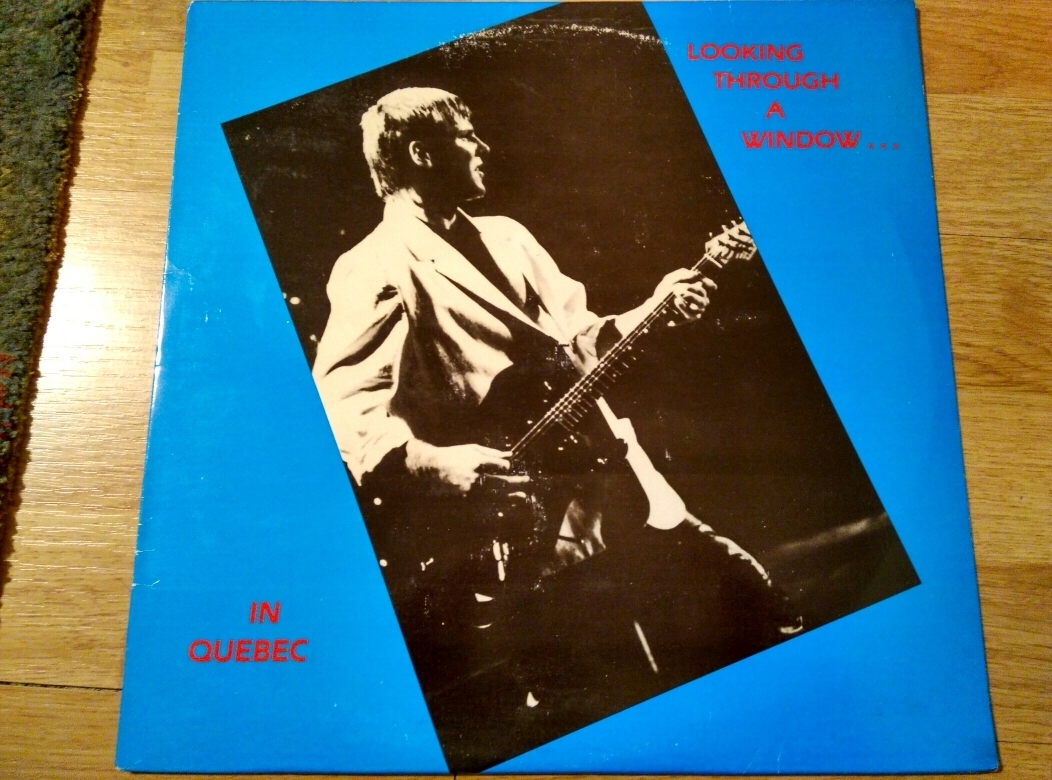 LOOKING
THROUGH
A
WINDOW...
IN
QUEBEC